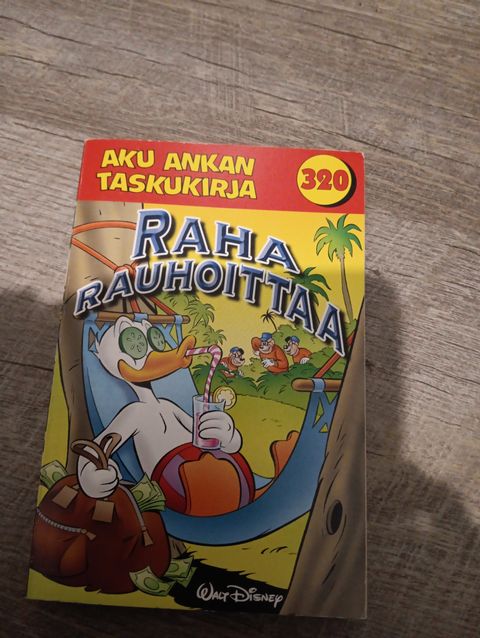 AKU ANKAN
TASKUKIRJA
320
RAHA
RAUHOITTAA
WALT DISNEY